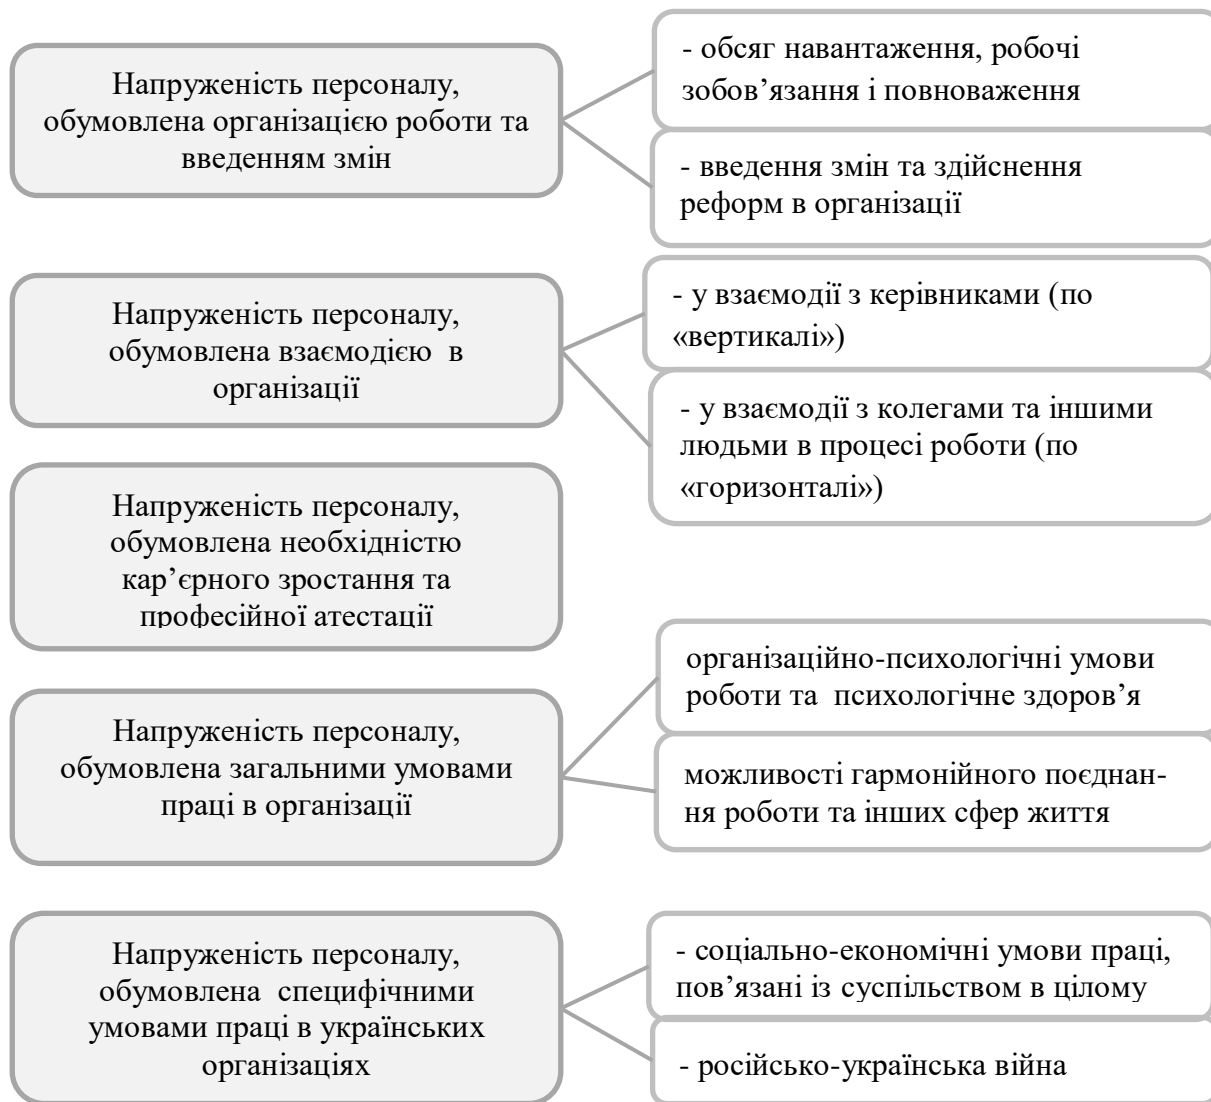 Напруженість персоналу,
обумовлена організацією роботи та
введенням змін
- обсяг навантаження, робочі
зобов’язання і повноваження
- введення змін та здійснення
реформ в організації
Напруженість персоналу,
обумовлена взаємодією в
організації
- у взаємодії з керівниками (по
«вертикалі»)
- у взаємодії з колегами та іншими
людьми в процесі роботи (по
«горизонталі»)
Напруженість персоналу,
обумовлена необхідністю
кар’єрного зростання та
професійної атестації
Напруженість персоналу,
обумовлена загальними умовами
праці в організації
організаційно-психологічні умови
роботи та психологічне здоров’я
можливості гармонійного поєднан-
ня роботи та інших сфер життя
Напруженість персоналу,
обумовлена специфічними
умовами праці в українських
організаціях
- соціально-економічні умови праці,
пов’язані із суспільством в цілому
- російсько-українська війна